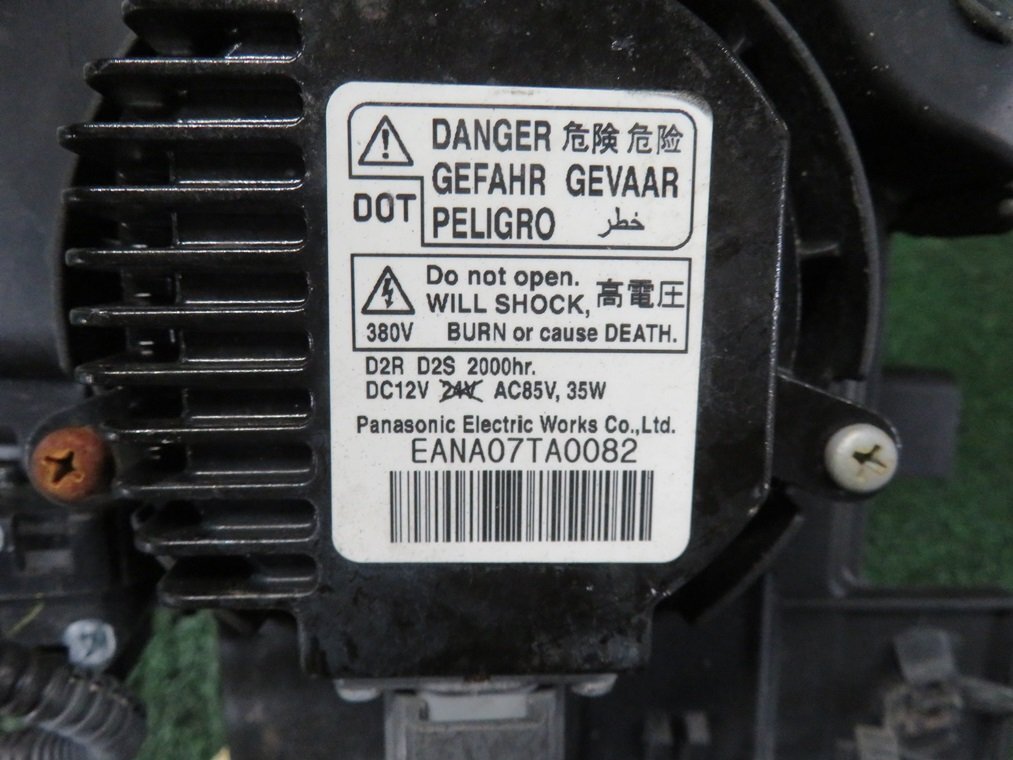 DANGER 危険 危险
GEFAHR GEVAAR
DOT
PELIGRO خطر
Do not open.
WILL SHOCK, 高電圧
380V BURN or cause DEATH.
D2R D2S 2000hr.
DC12V 24V AC85V, 35W
Panasonic Electric Works Co.,Ltd.
EANA07TA0082